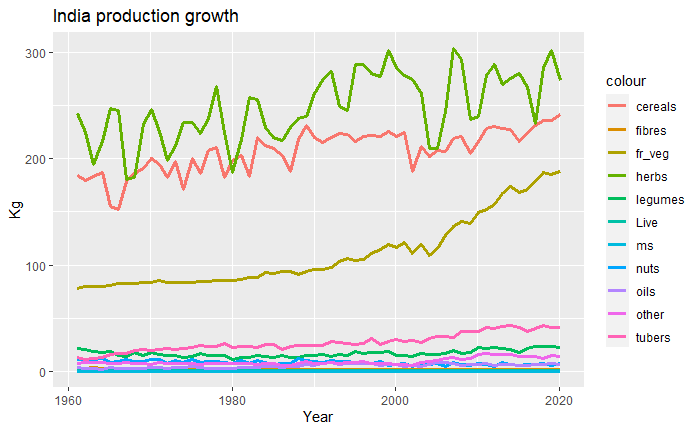 India production growth
300
200
100
0
Kg
1960
1980
2000
2020
Year
colour
cereals
fibres
fr_veg
herbs
legumes
Live
ms
nuts
oils
other
tubers